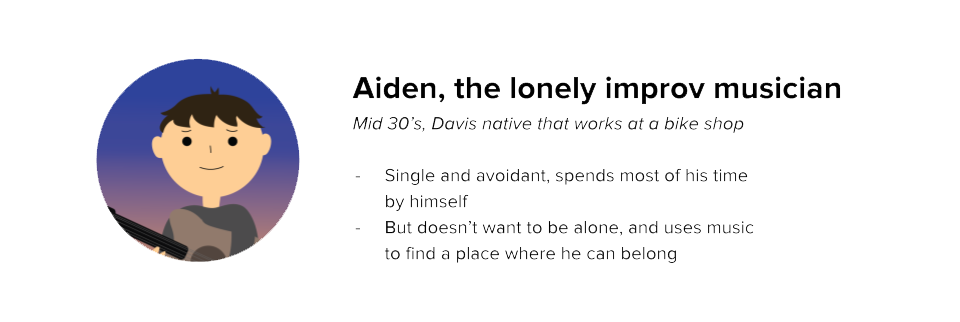 Aiden, the lonely improv musician
Mid 30's, Davis native that works at a bike shop
- Single and avoidant, spends most of his time
by himself
- But doesn't want to be alone, and uses music
to find a place where he can belong